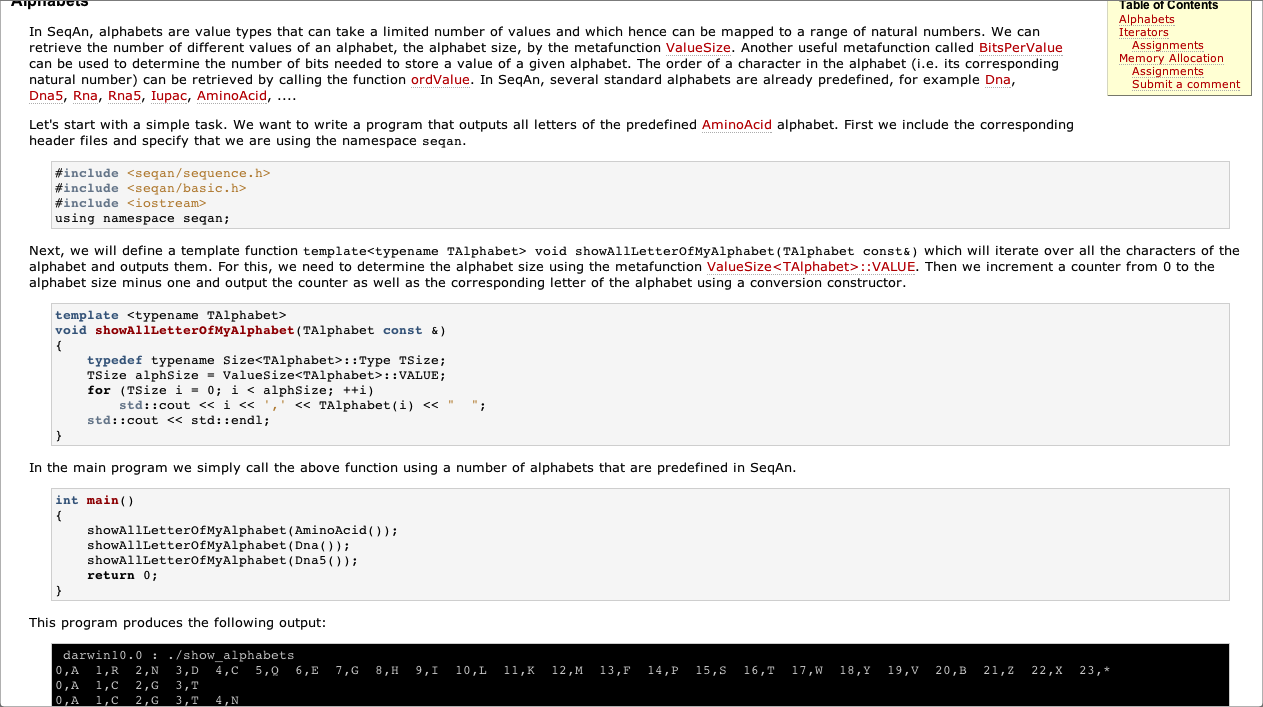 Alphabets
In SeqAn, alphabets are value types that can take a limited number of values and which hence can be mapped to a range of natural numbers. We can
retrieve the number of different values of an alphabet, the alphabet size, by the metafunction ValueSize. Another useful metafunction called BitsPerValue
can be used to determine the number of bits needed to store a value of a given alphabet. The order of a character in the alphabet (i.e. its corresponding
natural number) can be retrieved by calling the function ordValue. In SeqAn, several standard alphabets are already predefined, for example Dna,
Dna5, Rna, Rna5, Iupac, AminoAcid, ....
Let's start with a simple task. We want to write a program that outputs all letters of the predefined AminoAcid alphabet. First we include the corresponding
header files and specify that we are using the namespace seqan.
#include <seqan/sequence.h>
#include <seqan/basic.h>
#include <iostream>
using namespace seqan;
Next, we will define a template function template<typename TAlphabet> void showAllLetterOfMyAlphabet(TAlphabet const&) which will iterate over all the characters of the
alphabet and outputs them. For this, we need to determine the alphabet size using the metafunction ValueSize<TAlphabet>::VALUE. Then we increment a counter from 0 to the
alphabet size minus one and output the counter as well as the corresponding letter of the alphabet using a conversion constructor.
template <typename TAlphabet>
void showAllLetterOfMyAlphabet(TAlphabet const &)
{
    typedef typename Size<TAlphabet>::Type TSize;
    TSize alphSize = ValueSize<TAlphabet>::VALUE;
    for (TSize i = 0; i < alphSize; ++i)
        std::cout << i << ',' << TAlphabet(i) << "  ";
    std::cout << std::endl;
}
In the main program we simply call the above function using a number of alphabets that are predefined in SeqAn.
int main()
{
    showAllLetterOfMyAlphabet(AminoAcid());
    showAllLetterOfMyAlphabet(Dna());
    showAllLetterOfMyAlphabet(Dna5());
    return 0;
}
This program produces the following output:
darwin10.0 : ./show_alphabets
0,A  1,R  2,N  3,D  4,C  5,Q  6,E  7,G  8,H  9,I  10,L  11,K  12,M  13,F  14,P  15,S  16,T  17,W  18,Y  19,V  20,B  21,Z  22,X  23,*
0,A  1,C  2,G  3,T
0,A  1,C  2,G  3,T  4,N
Table of Contents
Alphabets
Iterators
Assignments
Memory Allocation
Assignments
Submit a comment